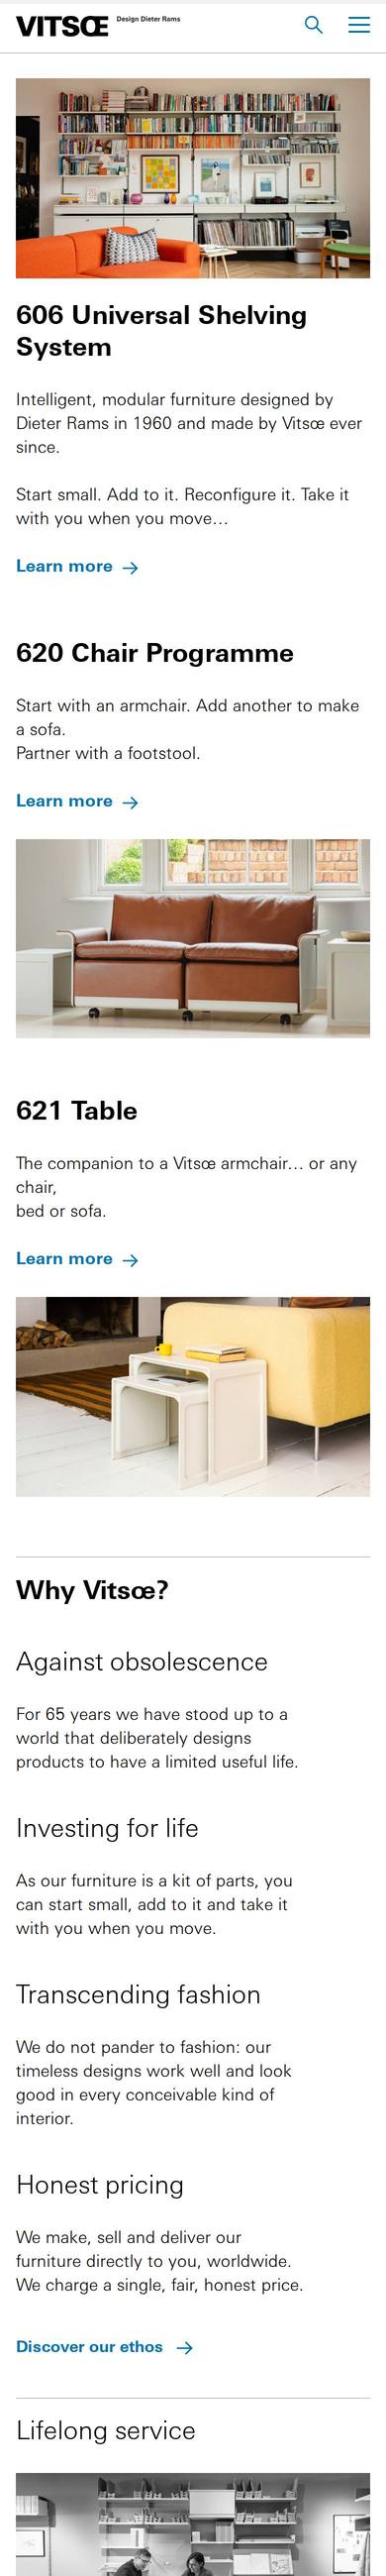 VITSŒ Design Dieter Rams
606 Universal Shelving
System
Intelligent, modular furniture designed by
Dieter Rams in 1960 and made by Vitsœ ever
since.
Start small. Add to it. Reconfigure it. Take it
with you when you move…
Learn more →
620 Chair Programme
Start with an armchair. Add another to make
a sofa.
Partner with a footstool.
Learn more →
621 Table
The companion to a Vitsœ armchair… or any
chair,
bed or sofa.
Learn more →
Why Vitsœ?
Against obsolescence
For 65 years we have stood up to a
world that deliberately designs
products to have a limited useful life.
Investing for life
As our furniture is a kit of parts, you
can start small, add to it and take it
with you when you move.
Transcending fashion
We do not pander to fashion: our
timeless designs work well and look
good in every conceivable kind of
interior.
Honest pricing
We make, sell and deliver our
furniture directly to you, worldwide.
We charge a single, fair, honest price.
Discover our ethos →
Lifelong service